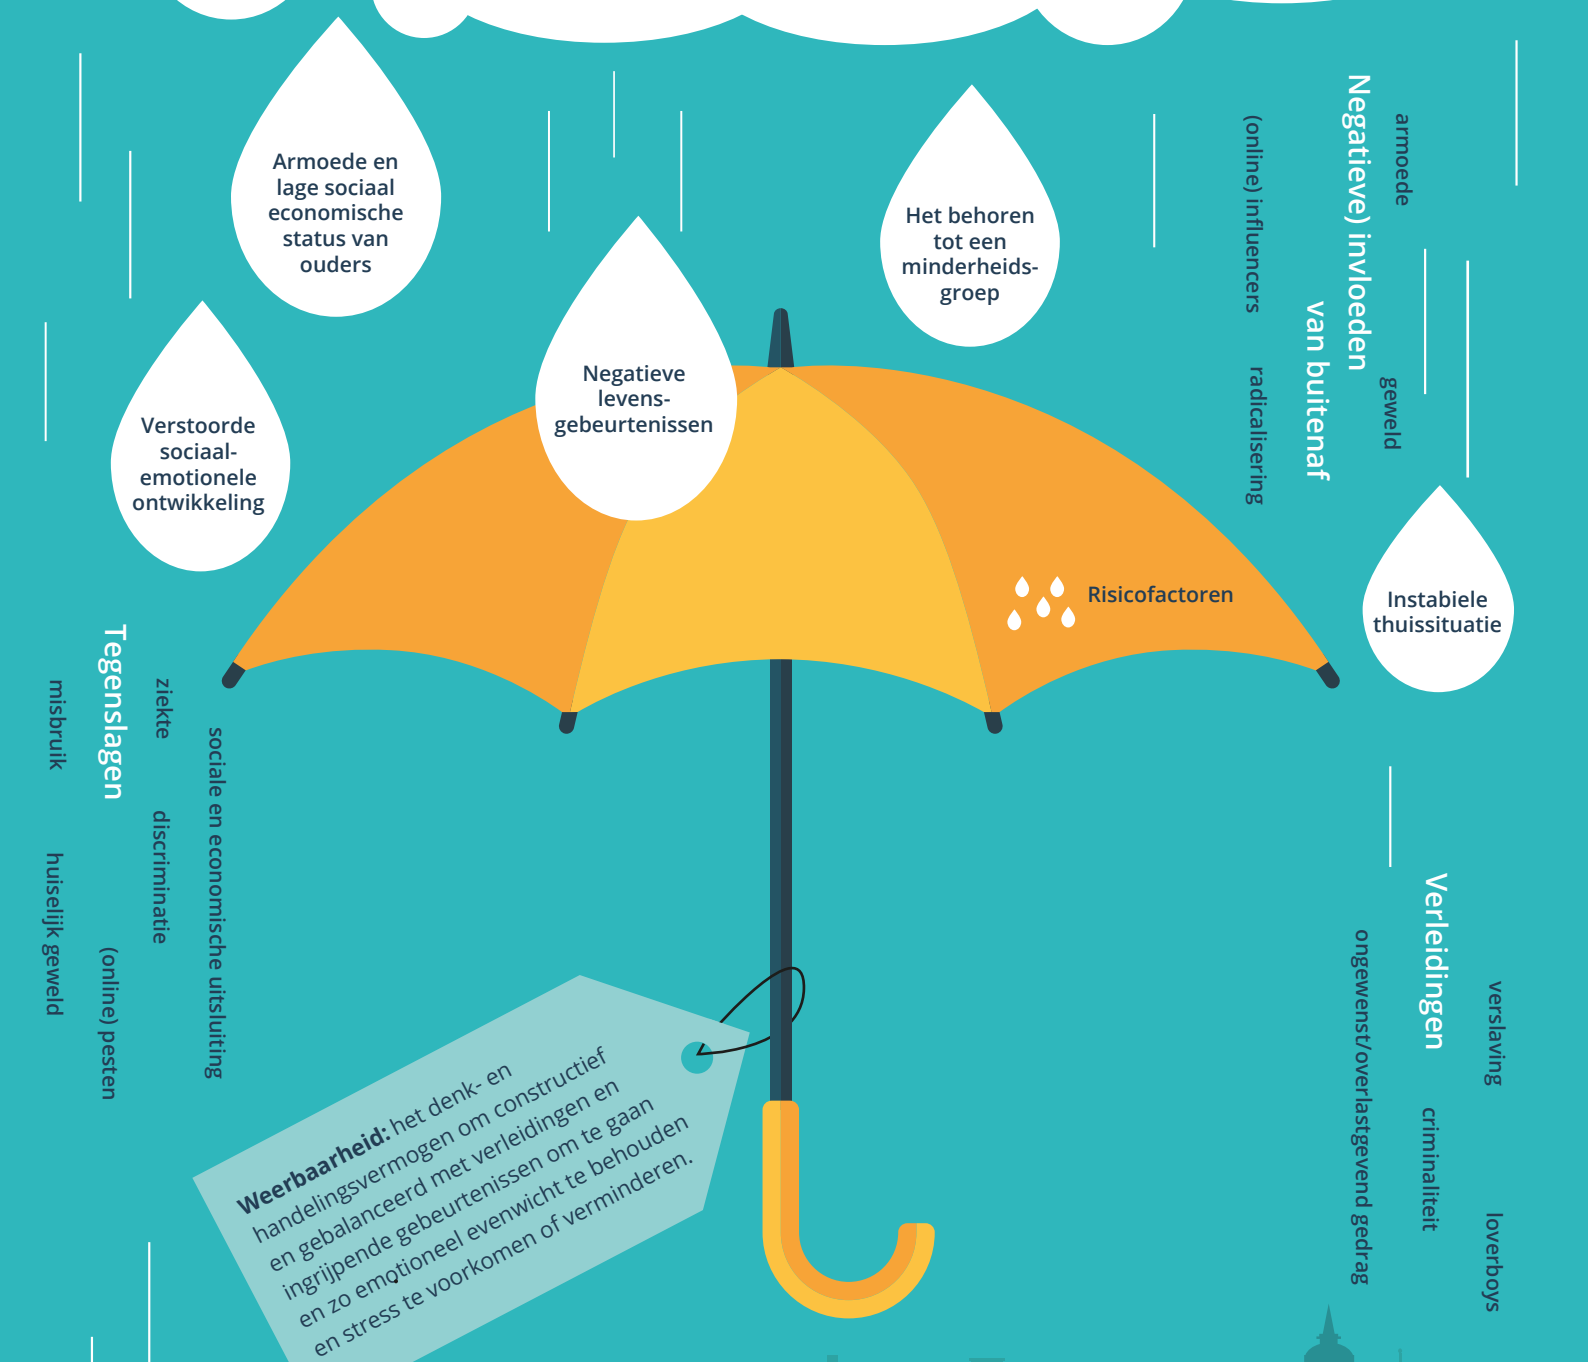 Armoede en
lage sociaal
economische
status van
ouders
Het behoren
tot een
minderheids-
groep
Negatieve
levens-
gebeurtenissen
Verstoorde
sociaal-
emotionele
ontwikkeling
Risicofactoren
Instabiele
thuissituatie
armoede
geweld
Negatieve) invloeden
van buitenaf
(online) influencers
radicalisering
Tegenslagen
sociale en economische uitsluiting
ziekte
discriminatie
(online) pesten
misbruik
huiselijk geweld
Verleidingen
verslaving
loverboys
criminaliteit
ongewenst/overlastgevend gedrag
Weerbaarheid: het denk- en
handelingsvermogen om constructief
en gebalanceerd met verleidingen en
ingrijpende gebeurtenissen om te gaan
en zo emotioneel evenwicht te behouden
en stress te voorkomen of verminderen.